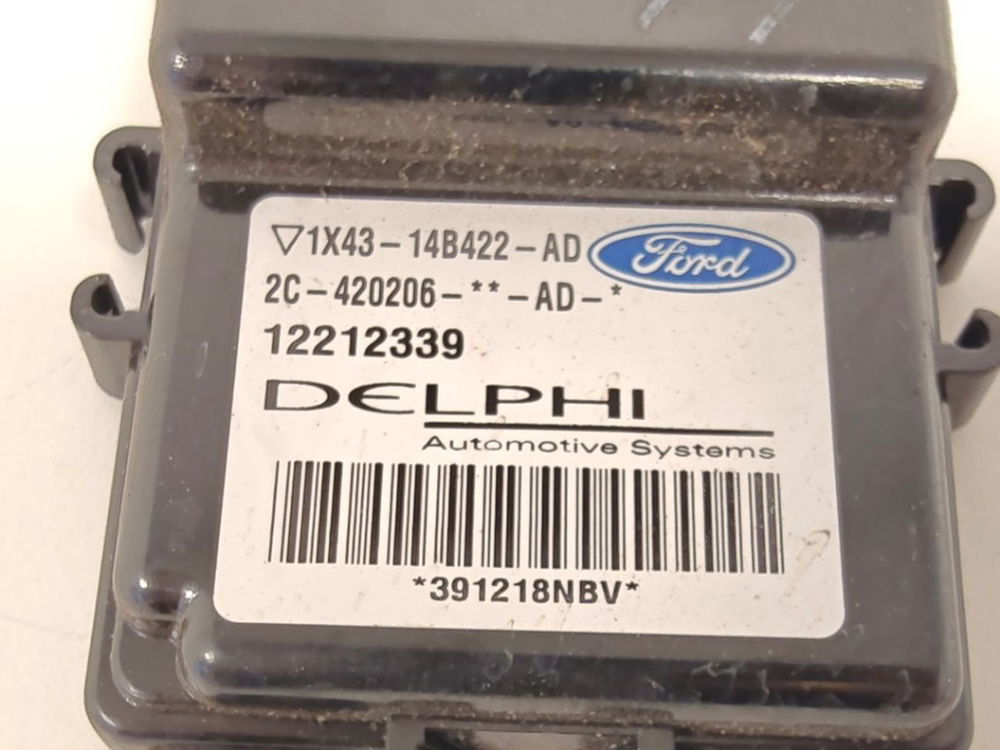 ▽1X43-14B422-AD Ford
2C-420206-**-AD-*
12212339
DELPHI
Automotive Systems
*391218NBV*